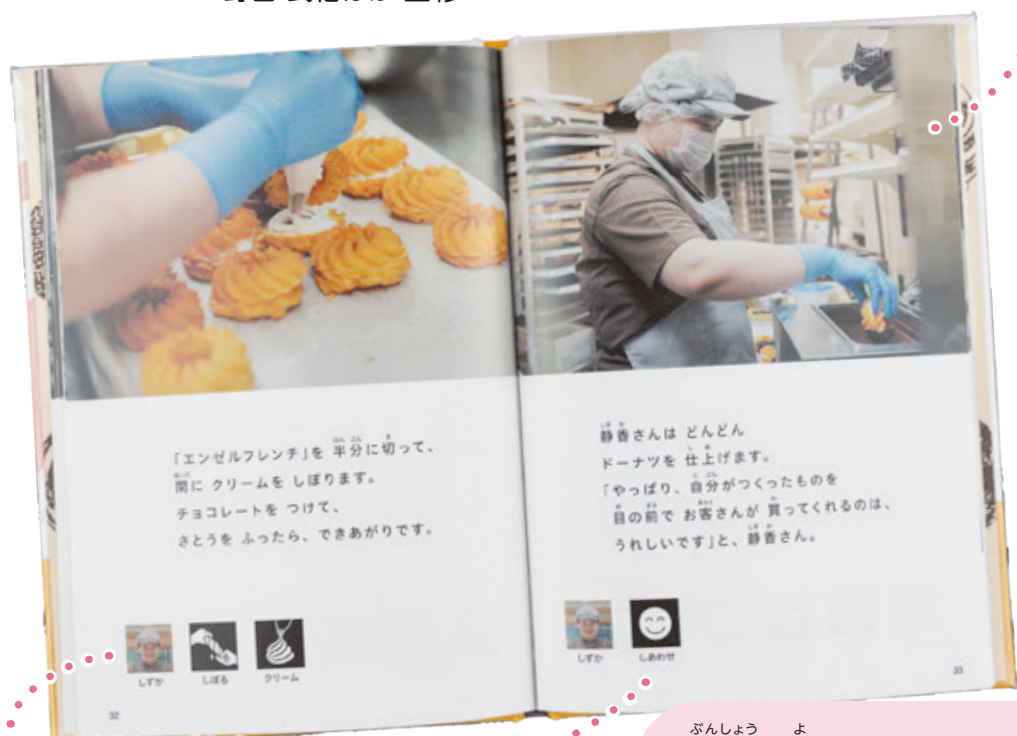 「エンゼルフレンチ」を 半分に切って、
間に クリームを しぼります。
チョコレートを つけて、
さとうを ふったら、できあがりです。
しずか
しぼる
クリーム
32
静香さんは どんどん
ドーナツを 仕上げます。
「やっぱり、自分がつくったものを
目の前で お客さんが 買ってくれるのは、
うれしいです」と、静香さん。
しずか
しあわせ
33
ぶんしょう よ